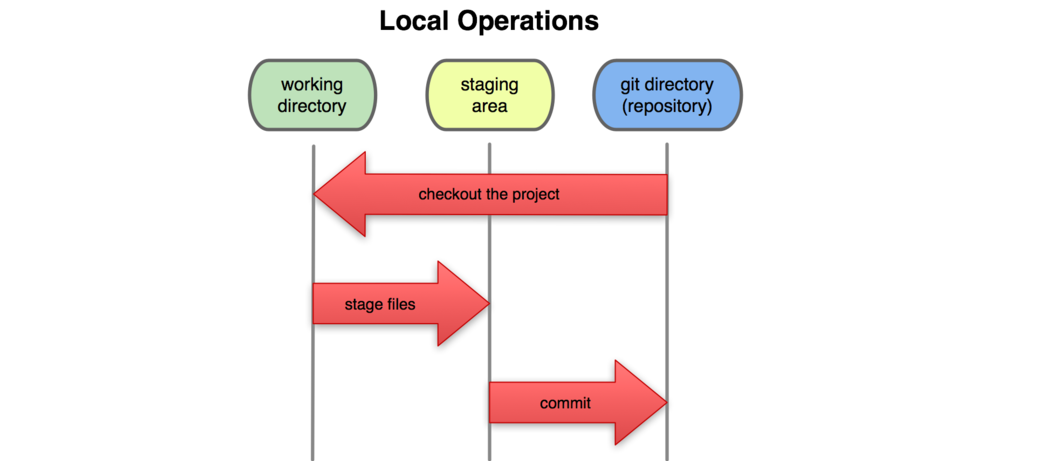 Local Operations
working
directory
staging
area
git directory
(repository)
checkout the project
stage files
commit